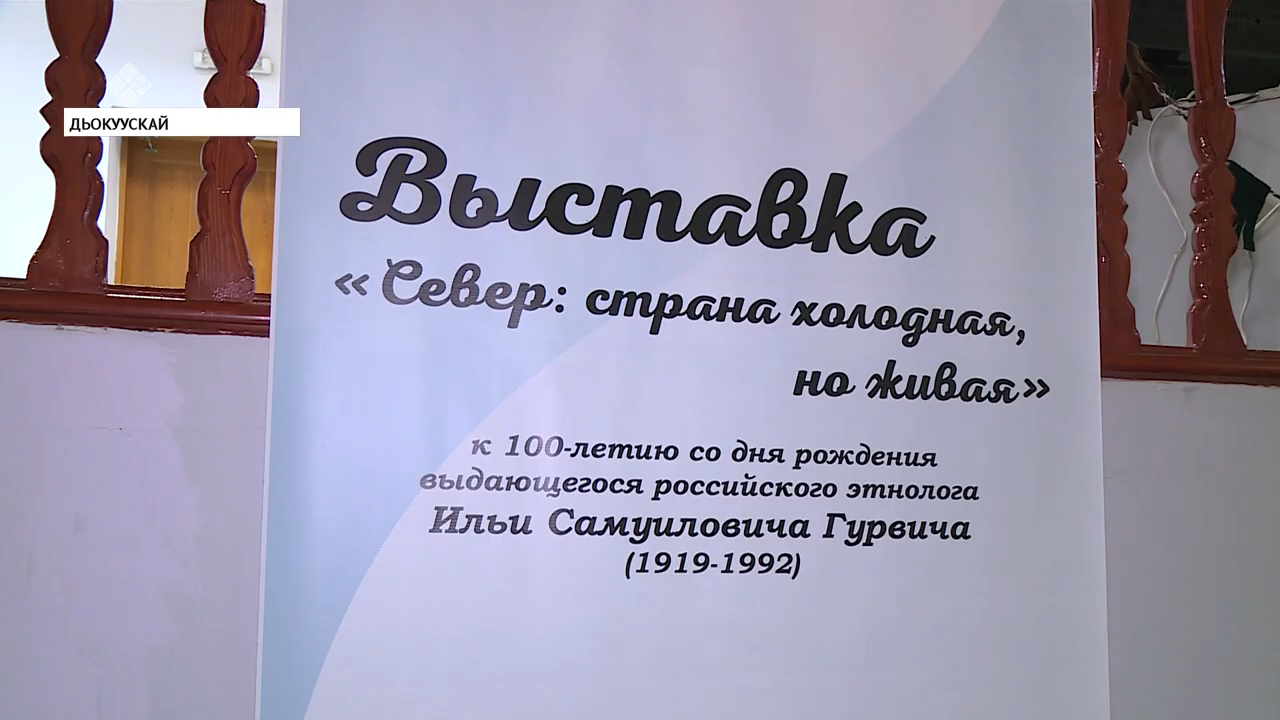 ДЬОКУУСКАЙ
Выставка
«Север: страна холодная,
но живая»
к 100-летию со дня рождения
выдающегося российского этнолога
Ильи Самуиловича Гурвича
(1919-1992)